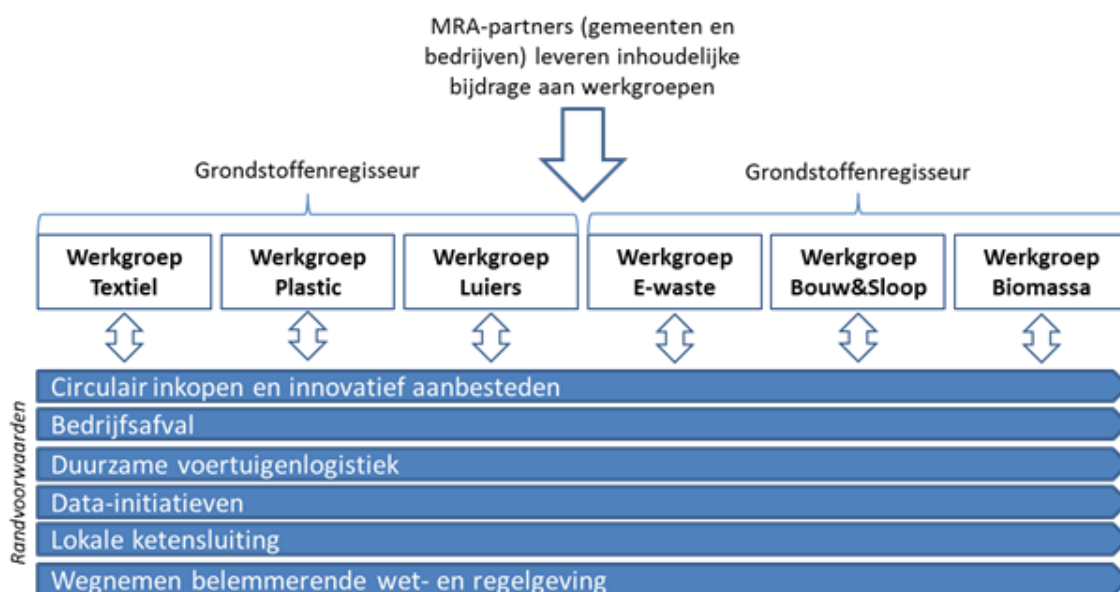 MRA-partners (gemeenten en
bedrijven) leveren inhoudelijke
bijdrage aan werkgroepen
Grondstoffenregisseur
Grondstoffenregisseur
Werkgroep
Textiel
Werkgroep
Plastic
Werkgroep
Luiers
Werkgroep
E-waste
Werkgroep
Bouw&Sloop
Werkgroep
Biomassa
Randvoorwaarden
Circulair inkopen en innovatief aanbesteden
Bedrijfsafval
Duurzame voertuigenlogistiek
Data-initiatieven
Lokale ketensluiting
Wegnemen belemmerende wet- en regelgeving